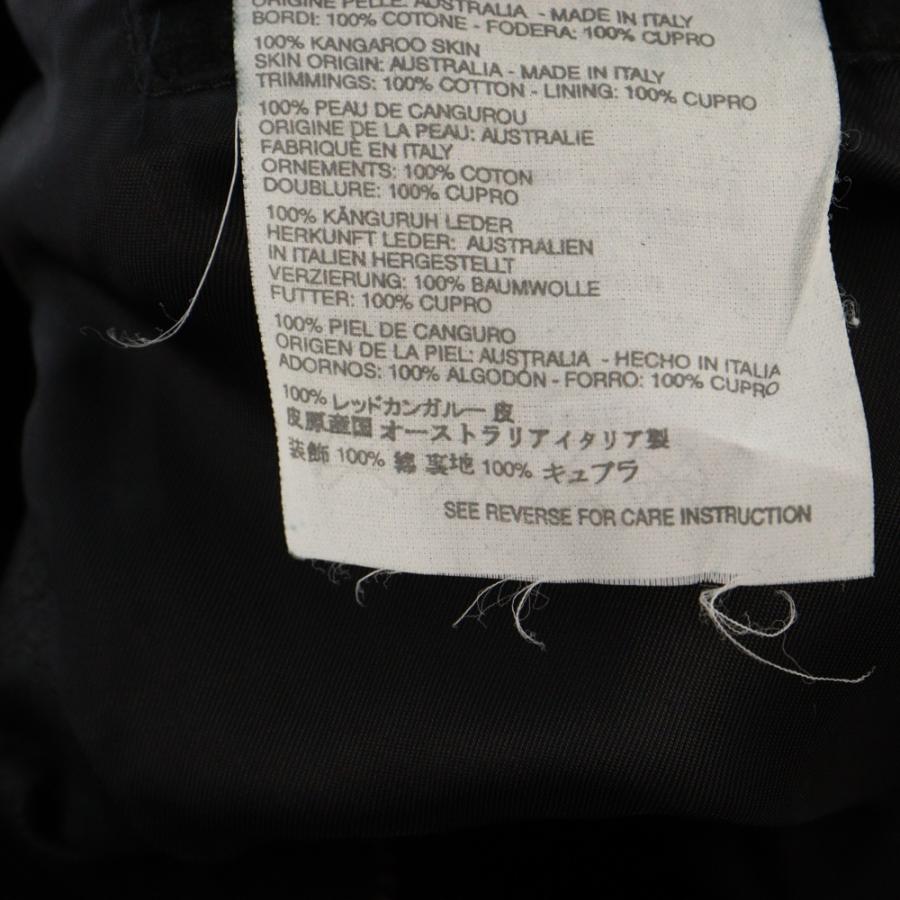 ORIGINE PELLE: AUSTRALIA - MADE IN ITALY
BORDI: 100% COTONE - FODERA: 100% CUPRO
100% KANGAROO SKIN
SKIN ORIGIN: AUSTRALIA - MADE IN ITALY
TRIMMINGS: 100% COTTON - LINING: 100% CUPRO
100% PEAU DE CANGUROU
ORIGINE DE LA PEAU: AUSTRALIE
FABRIQUÈ EN ITALY
ORNEMENTS: 100% COTON
DOUBLURE: 100% CUPRO
100% KÄNGURUH LEDER
HERKUNFT LEDER: AUSTRALIEN
IN ITALIEN HERGESTELLT
VERZIERUNG: 100% BAUMWOLLE
FUTTER: 100% CUPRO
100% PIEL DE CANGURO
ORIGEN DE LA PIEL: AUSTRALIA - HECHO IN ITALIA
ADORNOS: 100% ALGODÓN - FORRO: 100% CUPRO
100% レッドカンガルー 皮
皮原産国 オーストラリアイタリア製
装飾 100% 綿 裏地 100% キュプラ
SEE REVERSE FOR CARE INSTRUCTION